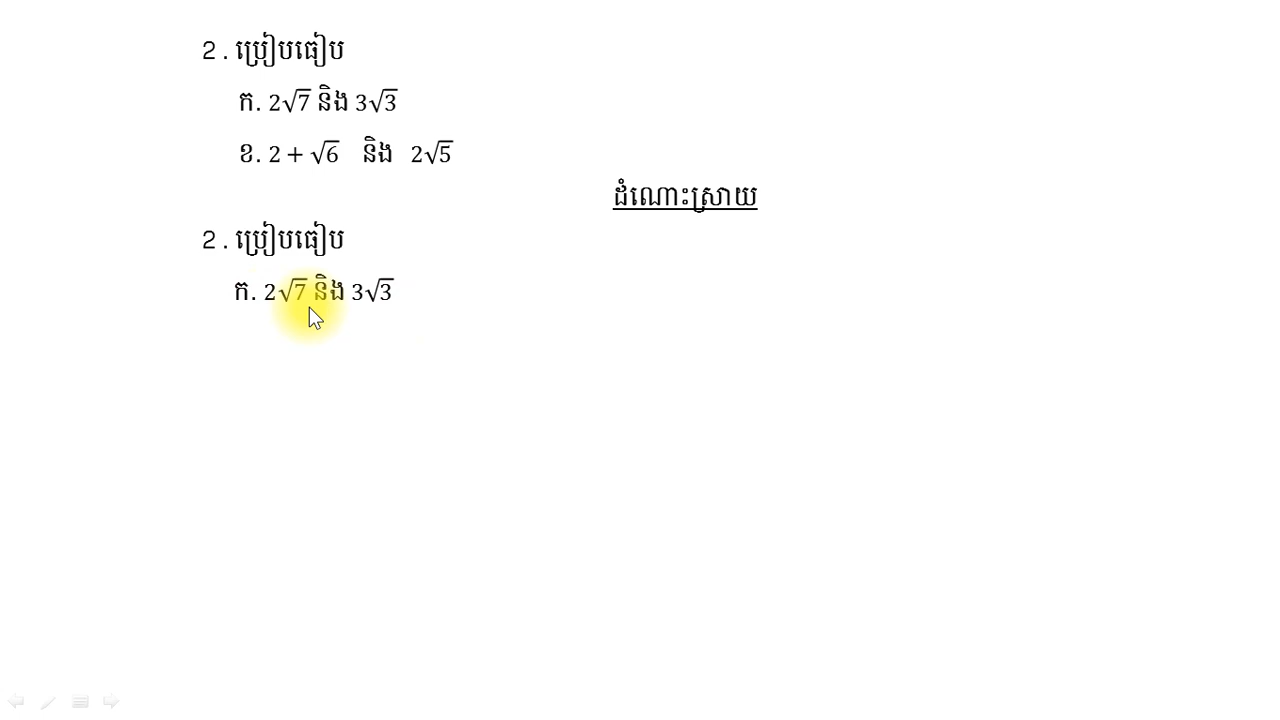 2 . ប្រៀបធៀប
ក. 2√7 និង 3√3
ខ. 2 + √6 និង 2√5
ដំណោះស្រាយ
2 . ប្រៀបធៀប
ក. 2√7 និង 3√3